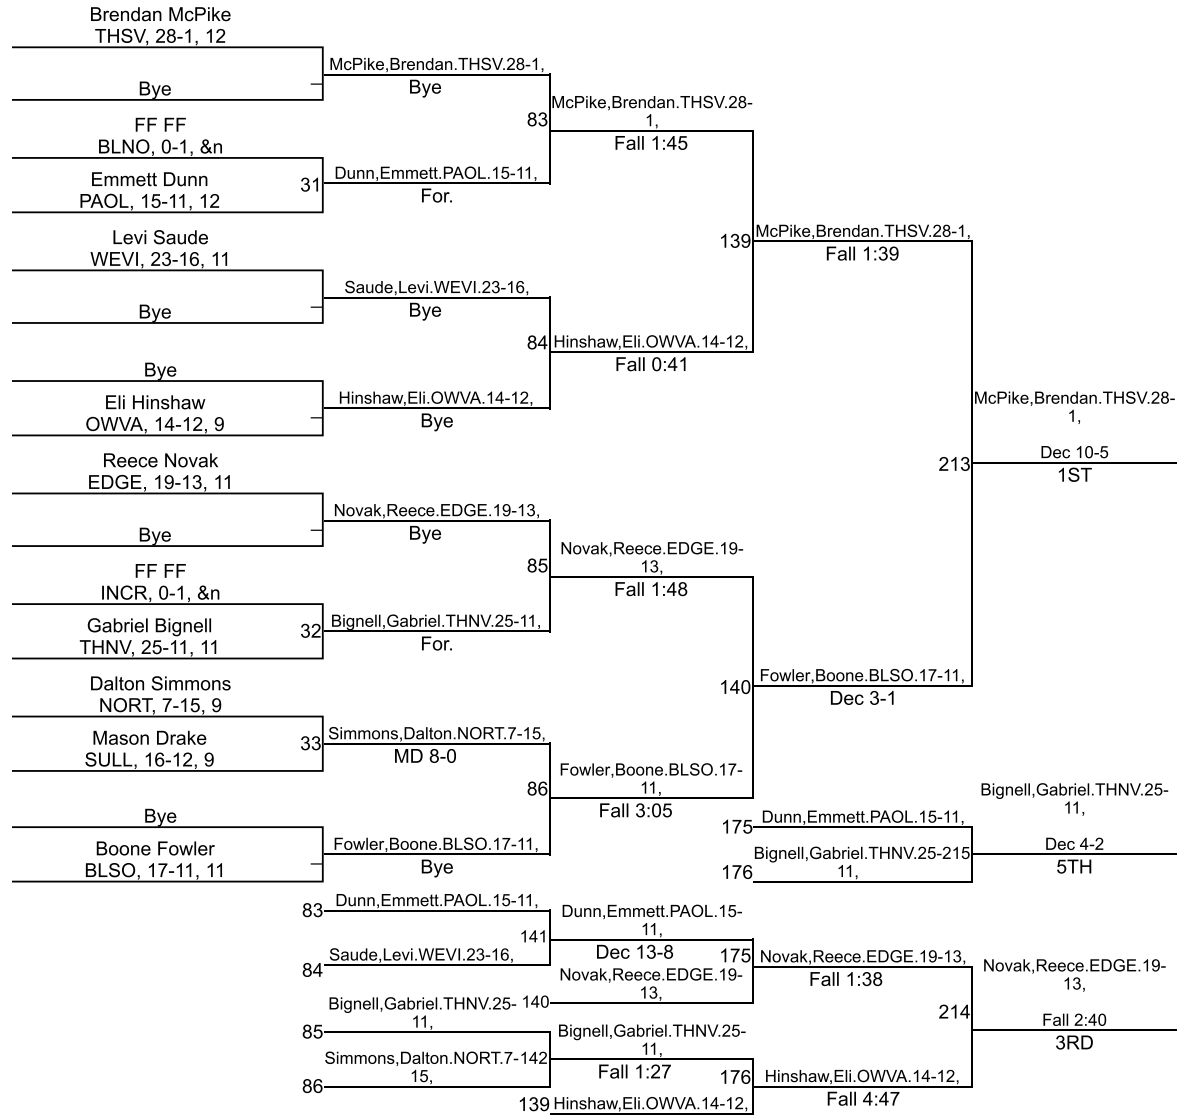 Brendan McPike
THSV, 28-1, 12
McPike,Brendan.THSV.28-1,
Bye
Bye
McPike,Brendan.THSV.28-
1,
83
Fall 1:45
FF FF
BLNO, 0-1, &n
Dunn,Emmett.PAOL.15-11,
31
Emmett Dunn
PAOL, 15-11, 12
For.
Levi Saude
WEVI, 23-16, 11
139
McPike,Brendan.THSV.28-1,
Fall 1:39
Saude,Levi.WEVI.23-16,
Bye
Bye
84
Hinshaw,Eli.OWVA.14-12,
Fall 0:41
Bye
Hinshaw,Eli.OWVA.14-12,
Eli Hinshaw
OWVA, 14-12, 9
Bye
McPike,Brendan.THSV.28-
1,
Dec 10-5
213
1ST
Reece Novak
EDGE, 19-13, 11
Novak,Reece.EDGE.19-13,
Bye
Bye
Novak,Reece.EDGE.19-
13,
85
Fall 1:48
FF FF
INCR, 0-1, &n
Bignell,Gabriel.THNV.25-11,
32
Gabriel Bignell
THNV, 25-11, 11
For.
Dalton Simmons
NORT, 7-15, 9
140
Fowler,Boone.BLSO.17-11,
Dec 3-1
Simmons,Dalton.NORT.7-15,
33
Mason Drake
SULL, 16-12, 9
MD 8-0
Fowler,Boone.BLSO.17-
11,
86
Fall 3:05
Bye
Fowler,Boone.BLSO.17-11,
Boone Fowler
BLSO, 17-11, 11
Bye
175
Dunn,Emmett.PAOL.15-11,
Bignell,Gabriel.THNV.25-
11,
Bignell,Gabriel.THNV.25-215
11,
176
Dec 4-2
5TH
83
Dunn,Emmett.PAOL.15-11,
Dunn,Emmett.PAOL.15-
11,
141
Dec 13-8
84
Saude,Levi.WEVI.23-16,
175
Novak,Reece.EDGE.19-13,
Fall 1:38
Novak,Reece.EDGE.19-
13,
140
Novak,Reece.EDGE.19-
13,
214
Fall 2:40
3RD
Bignell,Gabriel.THNV.25-
11,
85
Bignell,Gabriel.THNV.25-
11,
Simmons,Dalton.NORT.7-142
15,
86
Fall 1:27
176
Hinshaw,Eli.OWVA.14-12,
Fall 4:47
139
Hinshaw,Eli.OWVA.14-12,